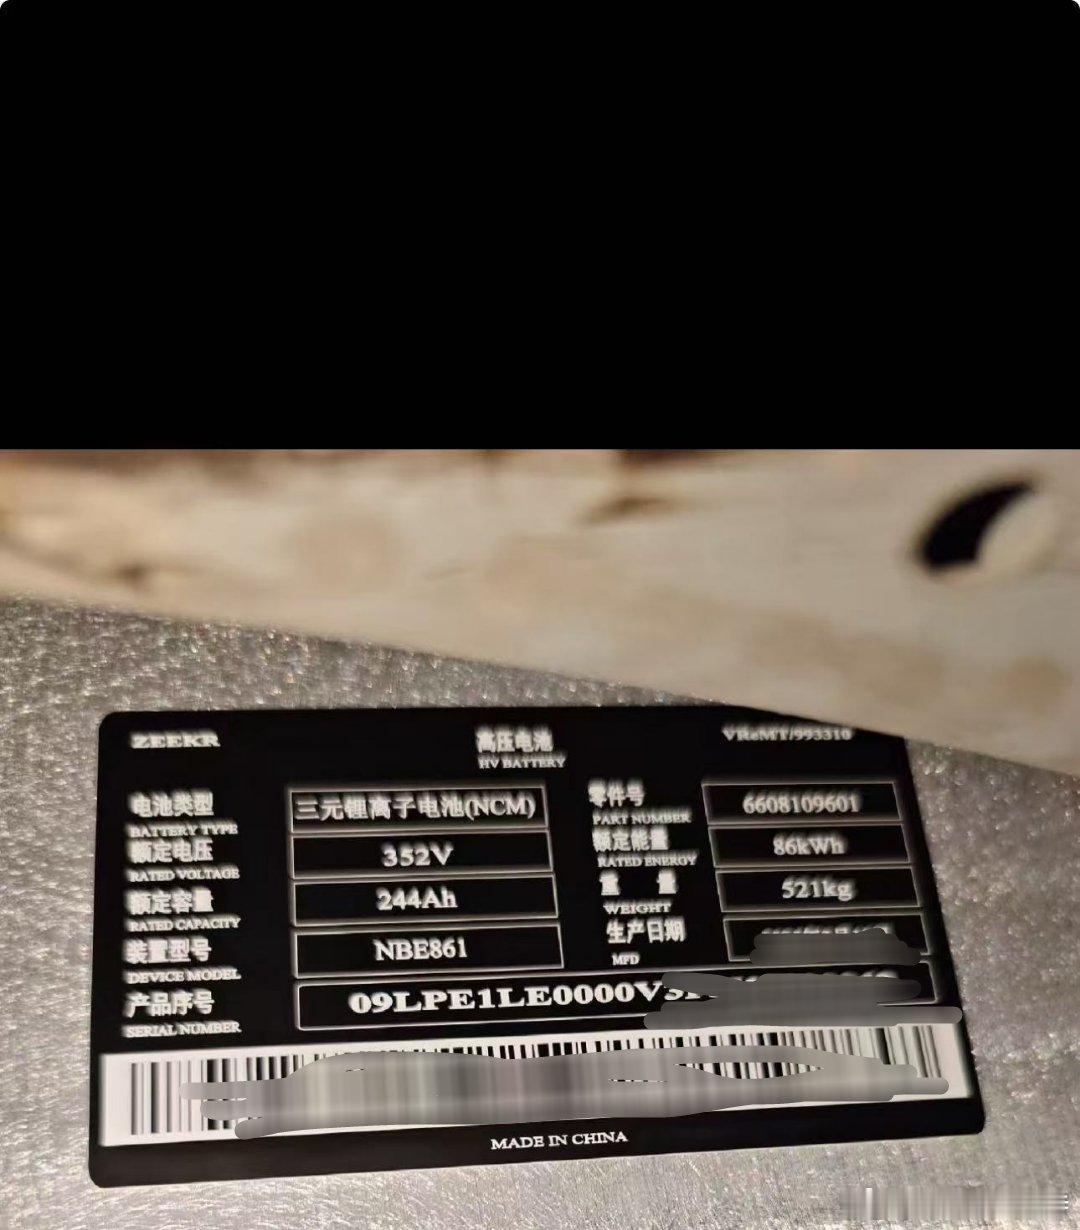 ZEEKR
高压电池
HV BATTERY
VReMT/993310
电池类型
BATTERY TYPE
三元锂离子电池(NCM)
零件号
PART NUMBER
6608109601
额定电压
RATED VOLTAGE
352V
额定能量
RATED ENERGY
86kWh
额定容量
RATED CAPACITY
244Ah
重 量
WEIGHT
521kg
装置型号
DEVICE MODEL
NBE861
生产日期
MFD
产品序号
SERIAL NUMBER
09LPE1LE0000V
MADE IN CHINA